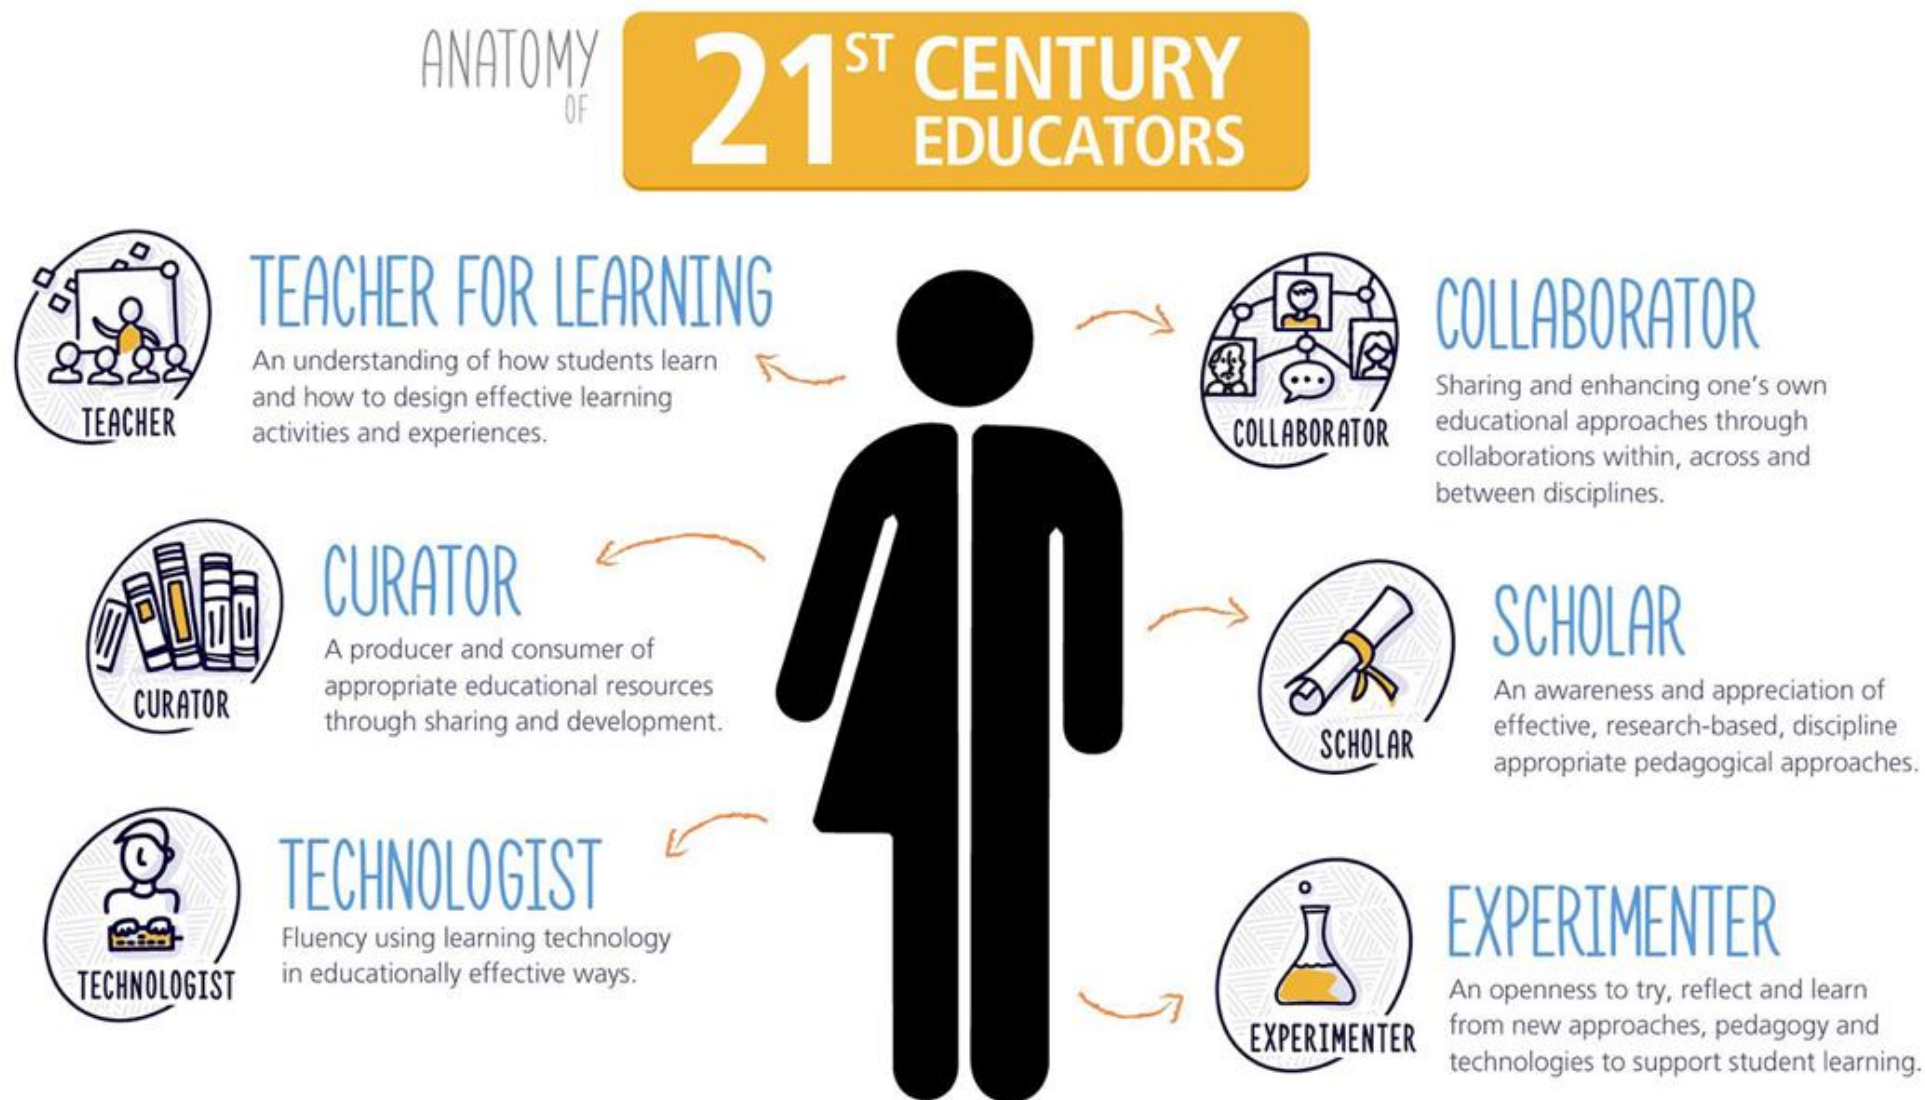 ANATOMY
OF
21ST CENTURY
EDUCATORS
TEACHER
TEACHER FOR LEARNING
An understanding of how students learn
and how to design effective learning
activities and experiences.
CURATOR
CURATOR
A producer and consumer of
appropriate educational resources
through sharing and development.
TECHNOLOGIST
TECHNOLOGIST
Fluency using learning technology
in educationally effective ways.
COLLABORATOR
COLLABORATOR
Sharing and enhancing one's own
educational approaches through
collaborations within, across and
between disciplines.
SCHOLAR
SCHOLAR
An awareness and appreciation of
effective, research-based, discipline
appropriate pedagogical approaches.
EXPERIMENTER
EXPERIMENTER
An openness to try, reflect and learn
from new approaches, pedagogy and
technologies to support student learning.